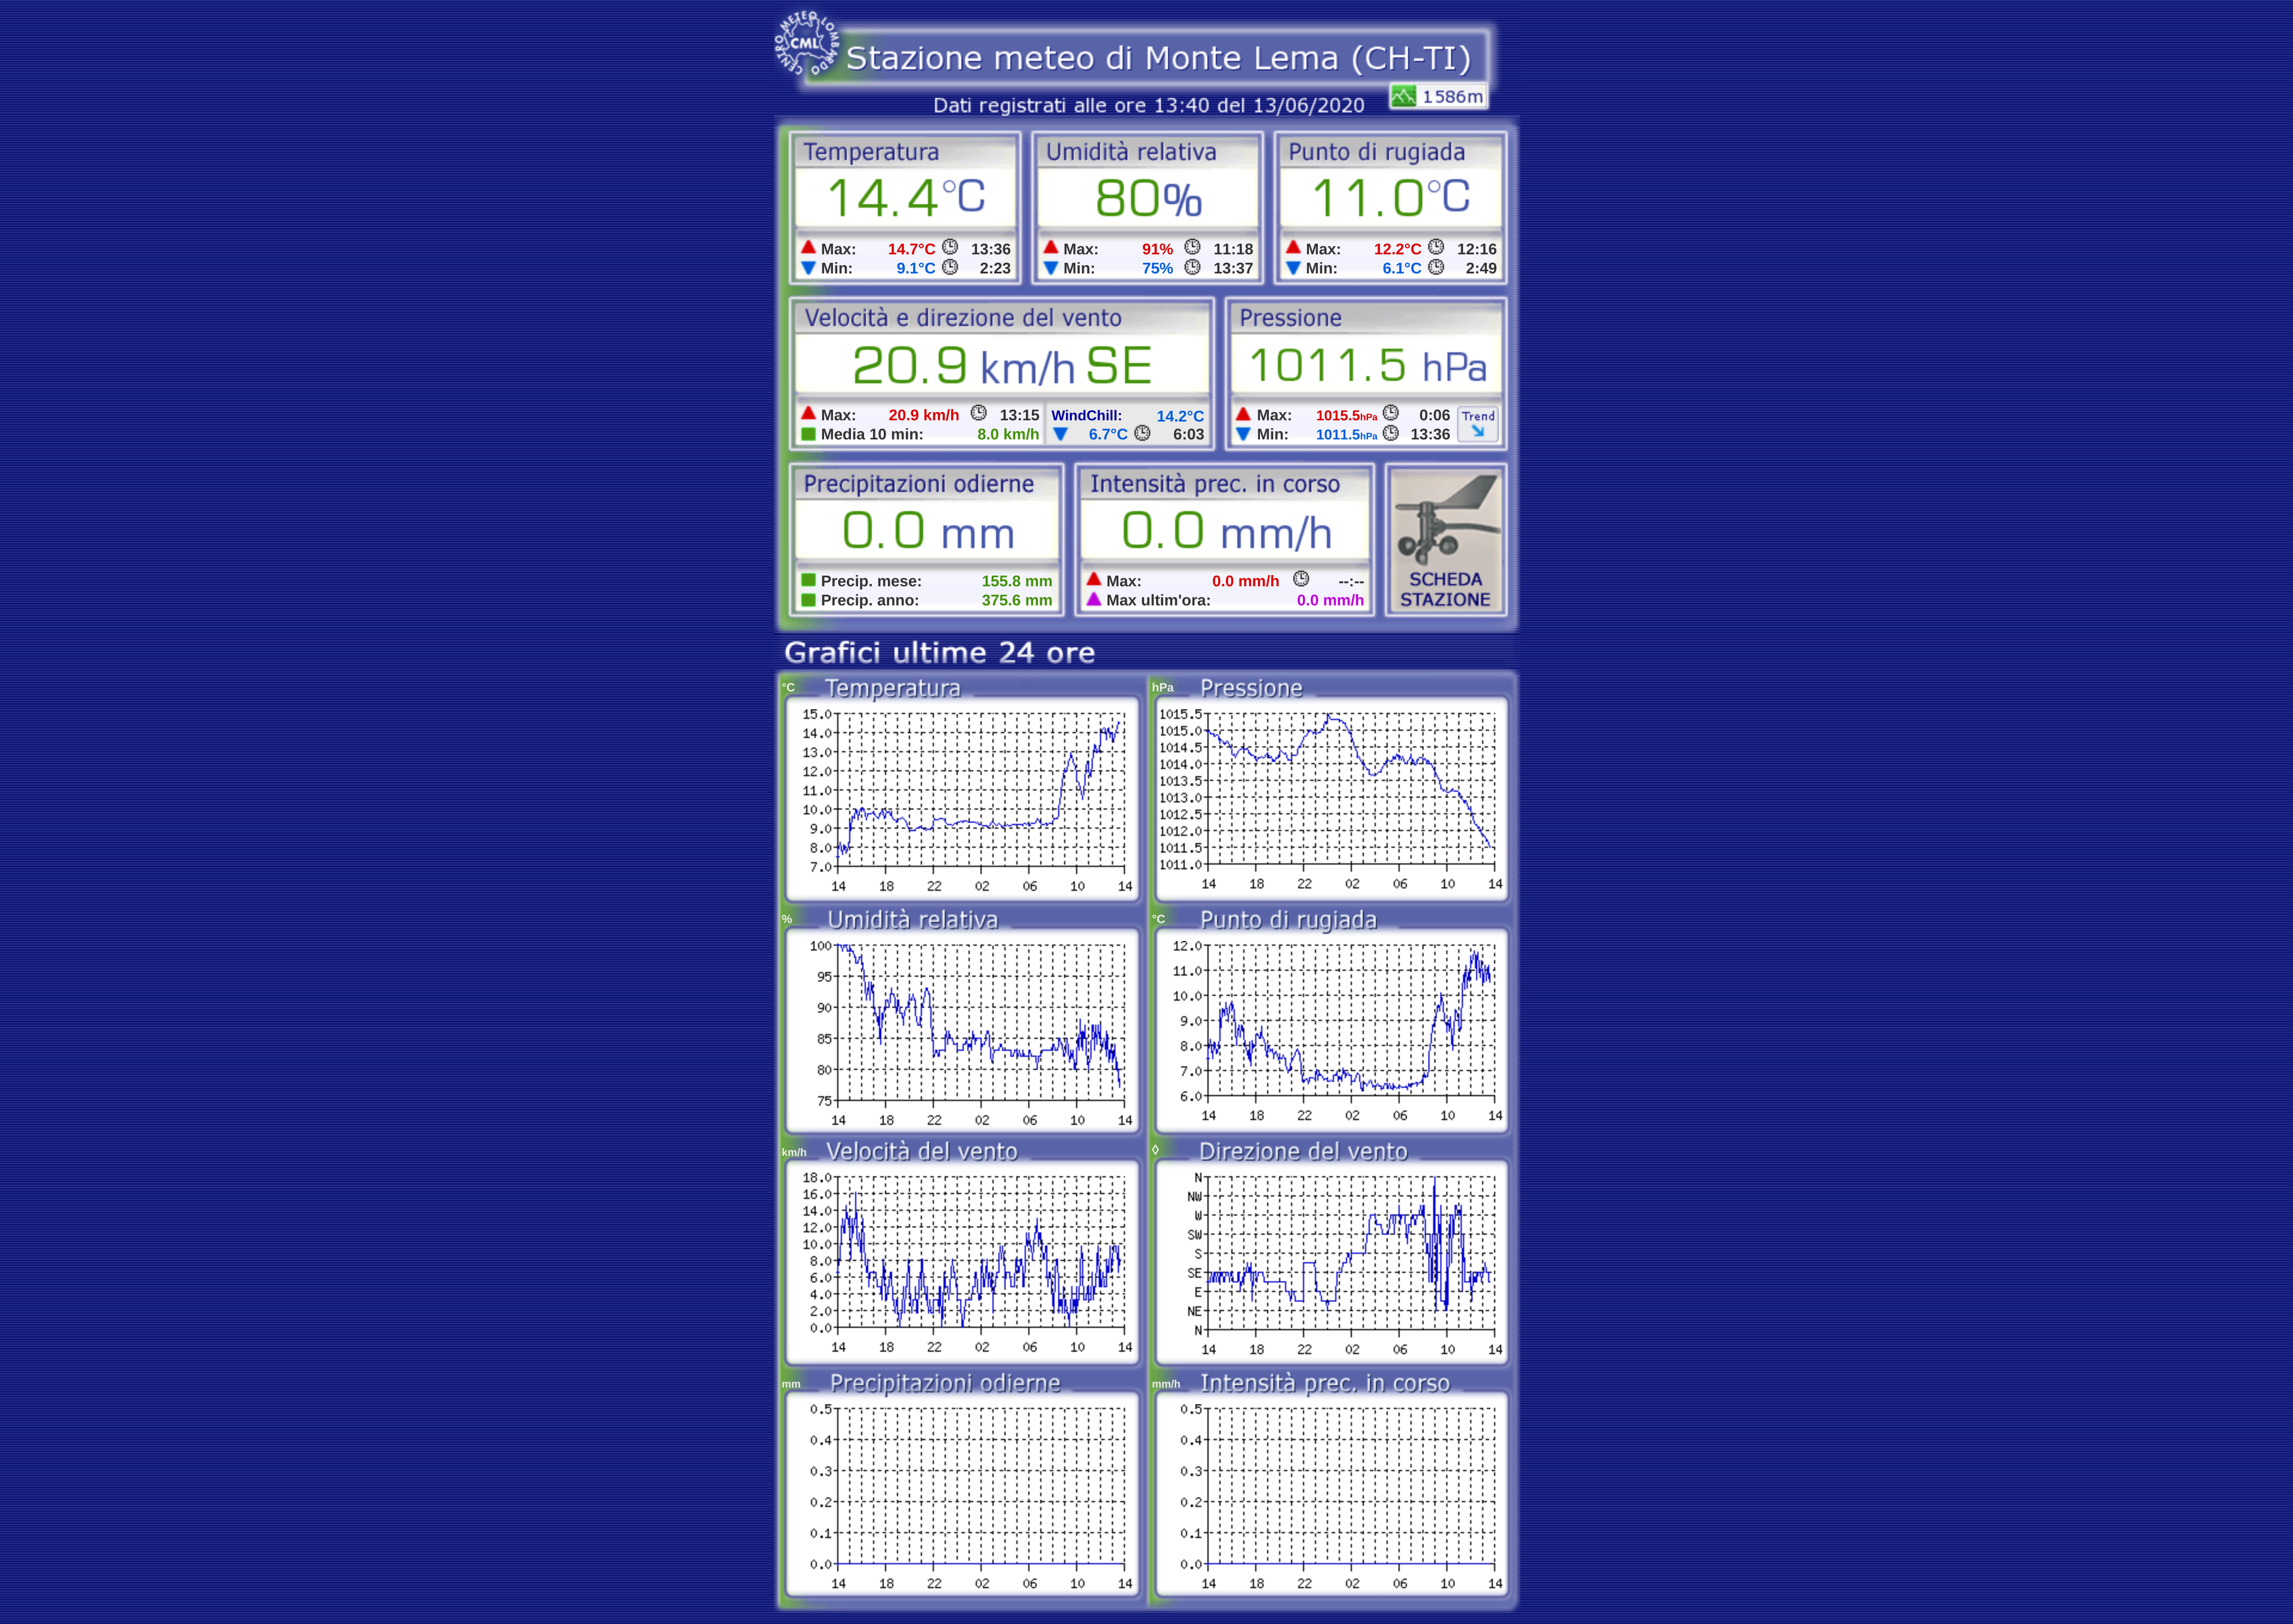 CENTRO METEO LOMBARDO
CML
Stazione meteo di Monte Lema (CH-TI)
Dati registrati alle ore 13:40 del 13/06/2020
1586m
Temperatura
14.4°C
Max: 14.7°C 13:36
Min: 9.1°C 2:23
Umidità relativa
80%
Max: 91% 11:18
Min: 75% 13:37
Punto di rugiada
11.0°C
Max: 12.2°C 12:16
Min: 6.1°C 2:49
Velocità e direzione del vento
20.9 km/h SE
Max: 20.9 km/h 13:15
Media 10 min: 8.0 km/h
WindChill: 14.2°C
6.7°C 6:03
Pressione
1011.5 hPa
Max: 1015.5hPa 0:06
Min: 1011.5hPa 13:36
Trend
Precipitazioni odierne
0.0 mm
Precip. mese: 155.8 mm
Precip. anno: 375.6 mm
Intensità prec. in corso
0.0 mm/h
Max: 0.0 mm/h --:--
Max ultim'ora: 0.0 mm/h
SCHEDA
STAZIONE
Grafici ultime 24 ore
°C Temperatura
15.0
14.0
13.0
12.0
11.0
10.0
9.0
8.0
7.0
14 18 22 02 06 10 14
hPa Pressione
1015.5
1015.0
1014.5
1014.0
1013.5
1013.0
1012.5
1012.0
1011.5
1011.0
14 18 22 02 06 10 14
% Umidità relativa
100
95
90
85
80
75
14 18 22 02 06 10 14
°C Punto di rugiada
12.0
11.0
10.0
9.0
8.0
7.0
6.0
14 18 22 02 06 10 14
km/h Velocità del vento
18.0
16.0
14.0
12.0
10.0
8.0
6.0
4.0
2.0
0.0
14 18 22 02 06 10 14
◊ Direzione del vento
N
NW
W
SW
S
SE
E
NE
N
14 18 22 02 06 10 14
mm Precipitazioni odierne
0.5
0.4
0.3
0.2
0.1
0.0
14 18 22 02 06 10 14
mm/h Intensità prec. in corso
0.5
0.4
0.3
0.2
0.1
0.0
14 18 22 02 06 10 14